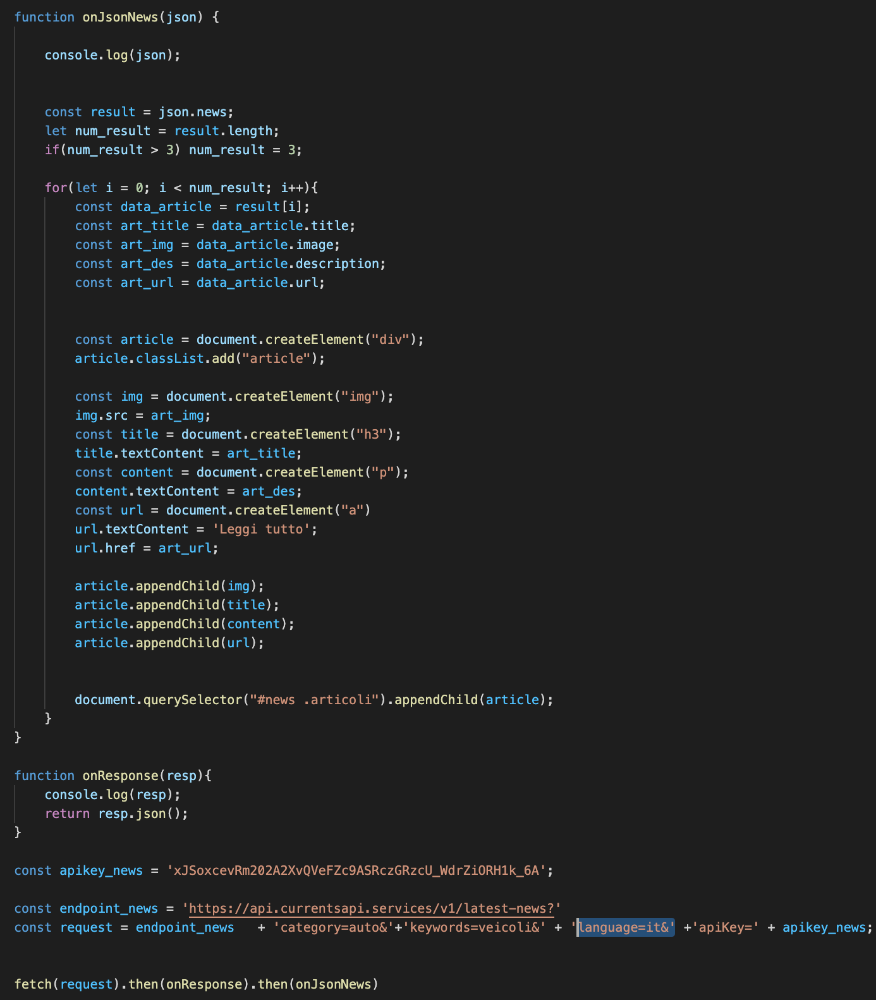 function onJsonNews(json) {
console.log(json);
const result = json.news;
let num_result = result.length;
if(num_result > 3) num_result = 3;
for(let i = 0; i < num_result; i++){
const data_article = result[i];
const art_title = data_article.title;
const art_img = data_article.image;
const art_des = data_article.description;
const art_url = data_article.url;
const article = document.createElement("div");
article.classList.add("article");
const img = document.createElement("img");
img.src = art_img;
const title = document.createElement("h3");
title.textContent = art_title;
const content = document.createElement("p");
content.textContent = art_des;
const url = document.createElement("a")
url.textContent = 'Leggi tutto';
url.href = art_url;
article.appendChild(img);
article.appendChild(title);
article.appendChild(content);
article.appendChild(url);
document.querySelector("#news .articoli").appendChild(article);
}
}
function onResponse(resp){
console.log(resp);
return resp.json();
}
const apikey_news = 'xJSoxcevRm202A2XvQVeFZc9ASRczGRzcU_WdrZiORH1k_6A';
const endpoint_news = 'https://api.currentsapi.services/v1/latest-news?'
const request = endpoint_news   + 'category=auto&'+'keywords=veicoli&' + 'language=it&' +'apiKey=' + apikey_news;
fetch(request).then(onResponse).then(onJsonNews)